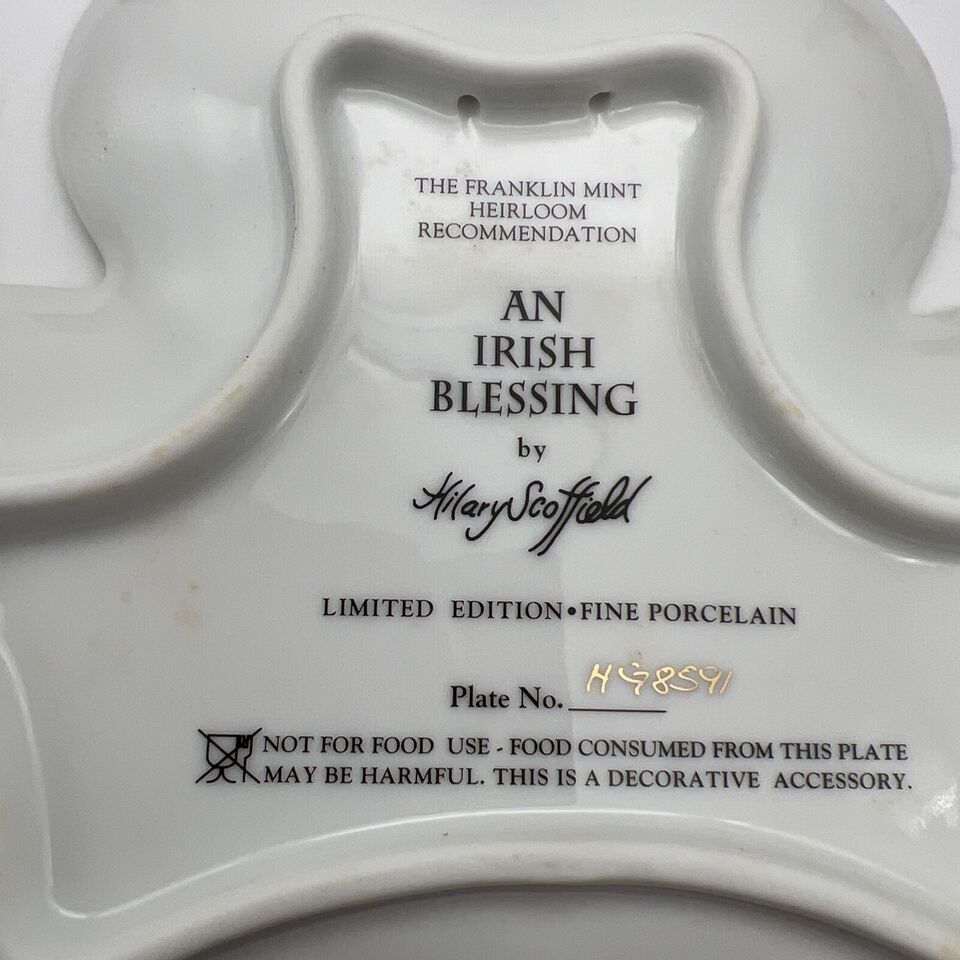 THE FRANKLIN MINT
HEIRLOOM
RECOMMENDATION
AN
IRISH
BLESSING
by
Hilary Scoffield
LIMITED EDITION•FINE PORCELAIN
Plate No.
NOT FOR FOOD USE - FOOD CONSUMED FROM THIS PLATE
MAY BE HARMFUL. THIS IS A DECORATIVE ACCESSORY.